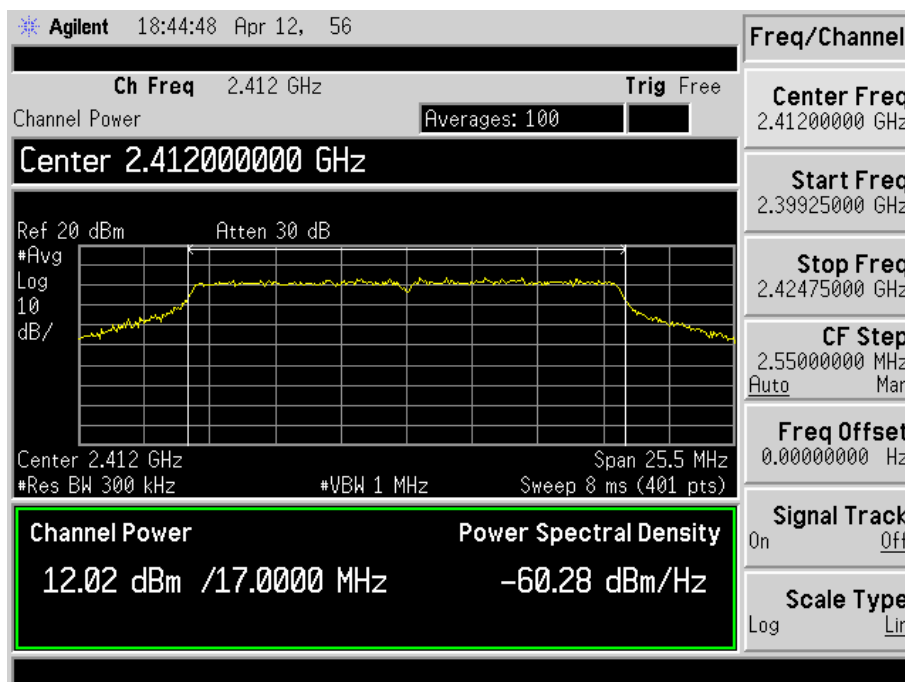 Agilent 18:44:48 Apr 12, 56
Ch Freq 2.412 GHz Trig Free
Channel Power Averages: 100
Center 2.412000000 GHz
Ref 20 dBm Atten 30 dB
#Avg
Log
10
dB/
Center 2.412 GHz Span 25.5 MHz
#Res BW 300 kHz #VBW 1 MHz Sweep 8 ms (401 pts)
Channel Power Power Spectral Density
12.02 dBm /17.0000 MHz -60.28 dBm/Hz
Freq/Channel
Center Freq
2.41200000 GHz
Start Freq
2.39925000 GHz
Stop Freq
2.42475000 GHz
CF Step
2.55000000 MHz
Auto Man
Freq Offset
0.00000000 Hz
Signal Track
On Off
Scale Type
Log Lin